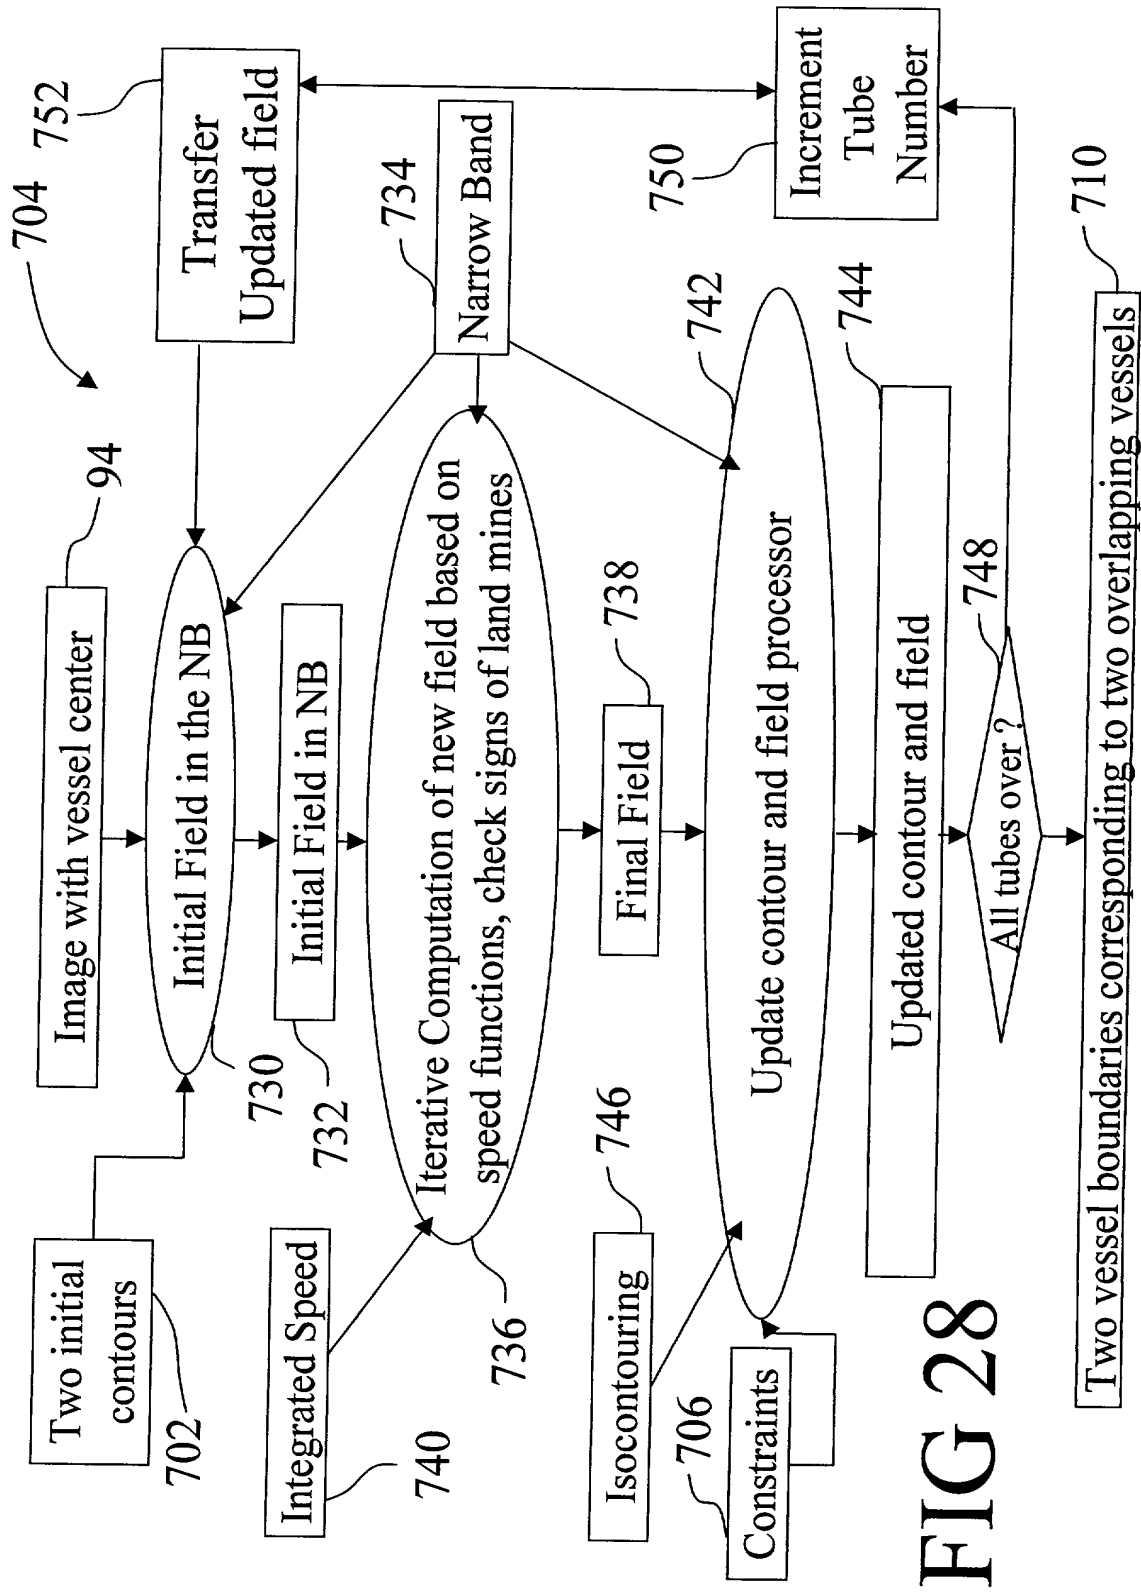 704
Image with vessel center
94
752
Transfer
Updated field
Two initial
contours
702
Initial Field in the NB
730
Initial Field in NB
732
734
Narrow Band
Integrated Speed
740
Iterative Computation of new field based on
speed functions, check signs of land mines
736
Final Field
738
750
Increment
Tube
Number
Isocontouring
746
742
Update contour and field processor
706
Constraints
744
Updated contour and field
748
All tubes over ?
710
Two vessel boundaries corresponding to two overlapping vessels
FIG 28